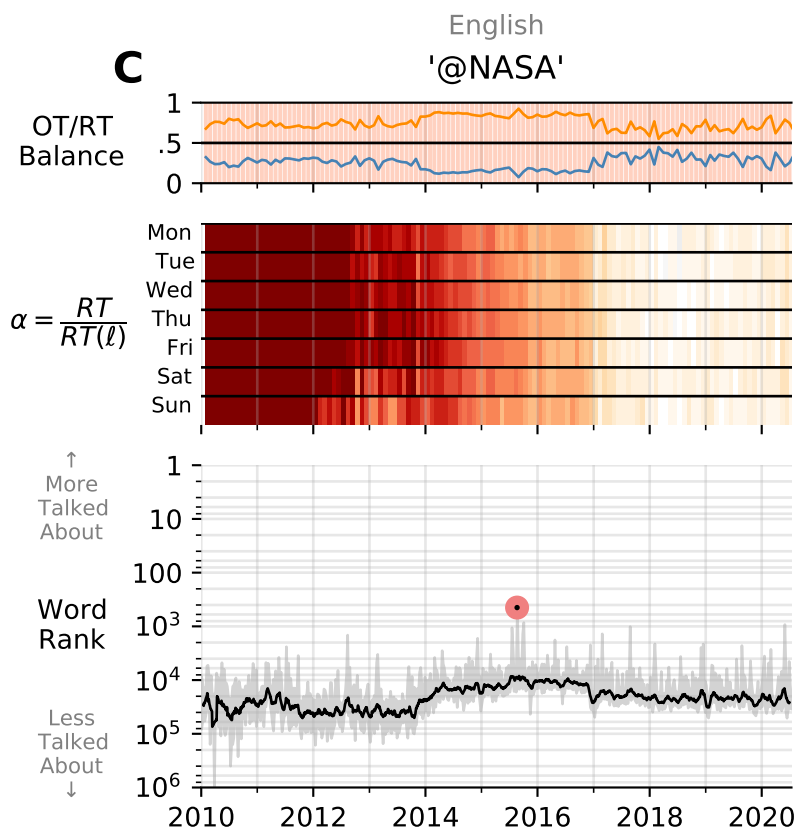 English
C
'@NASA'
OT/RT
Balance
1
.5
0
Mon
Tue
Wed
Thu
Fri
Sat
Sun
α = RT / RT(ℓ)
↑
More
Talked
About
Word
Rank
Less
Talked
About
↓
1
10
100
10³
10⁴
10⁵
10⁶
2010 2012 2014 2016 2018 2020